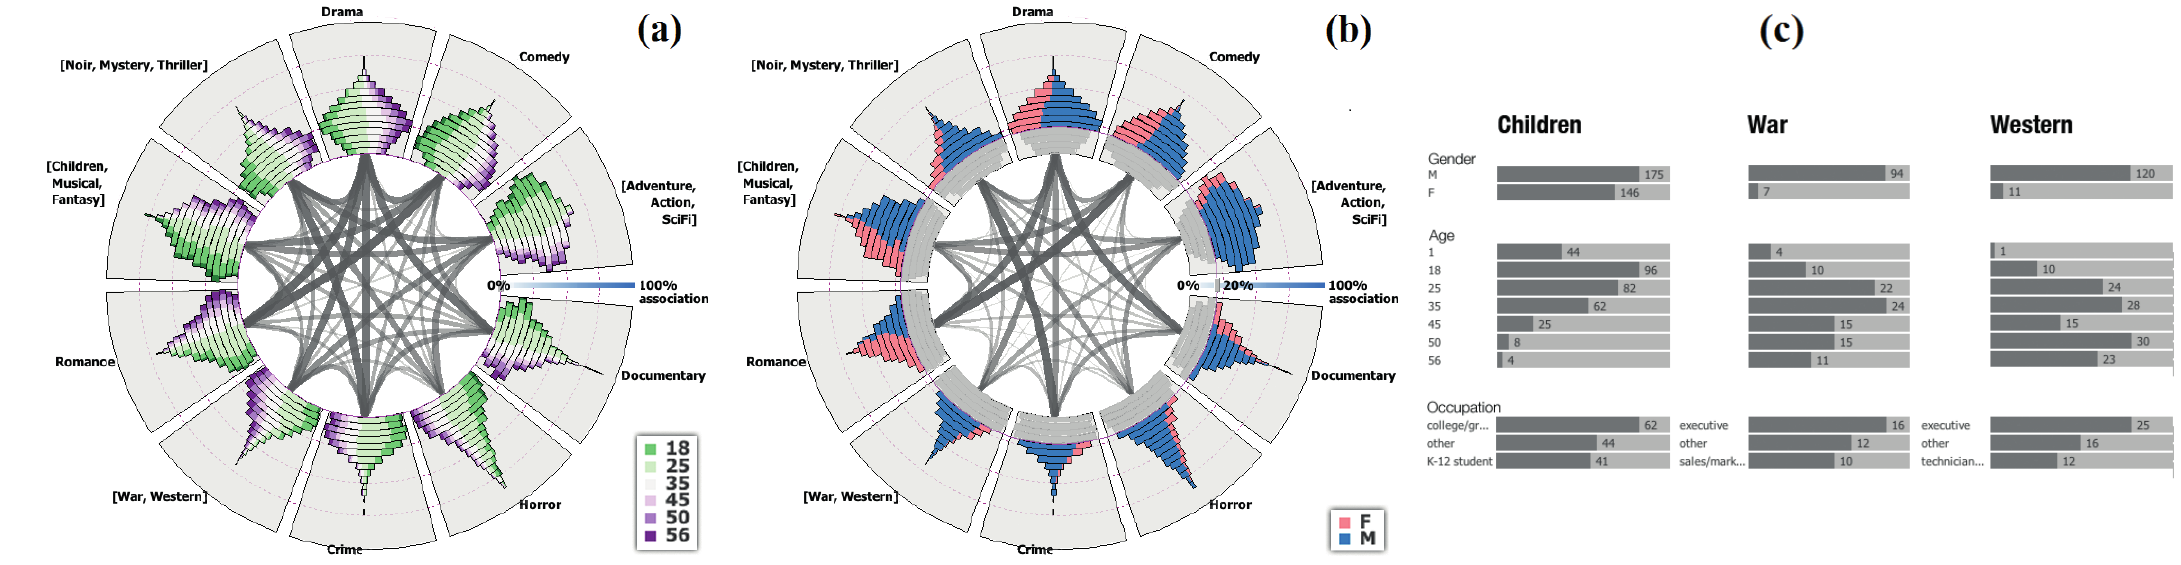 (a)
Drama
Comedy
[Noir, Mystery, Thriller]
[Children,
Musical,
Fantasy]
[Adventure,
Action,
SciFi]
0%
100%
association
Romance
Documentary
[War, Western]
Horror
Crime
18
25
35
45
50
56
(b)
Drama
Comedy
[Noir, Mystery, Thriller]
[Children,
Musical,
Fantasy]
[Adventure,
Action,
SciFi]
0%
20%
100%
association
Romance
Documentary
[War, Western]
Horror
Crime
F
M
(c)
Children War Western
Gender
M 175 94 120
F 146 7 11
Age
1 44 4 1
18 96 10 10
25 82 22 24
35 62 24 28
45 25 15 15
50 8 15 30
56 4 11 23
Occupation
college/gr... 62 executive 16 executive 25
other 44 other 12 other 16
K-12 student 41 sales/mark... 10 technician... 12